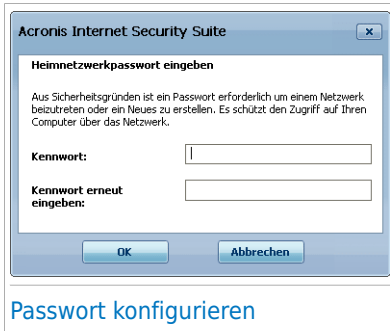 Acronis Internet Security Suite
Heimnetzwerkpasswort eingeben
Aus Sicherheitsgründen ist ein Passwort erforderlich um einem Netzwerk
beizutreten oder ein Neues zu erstellen. Es schützt den Zugriff auf Ihren
Computer über das Netzwerk.
Kennwort:
Kennwort erneut
eingeben:
OK
Abbrechen
Passwort konfigurieren